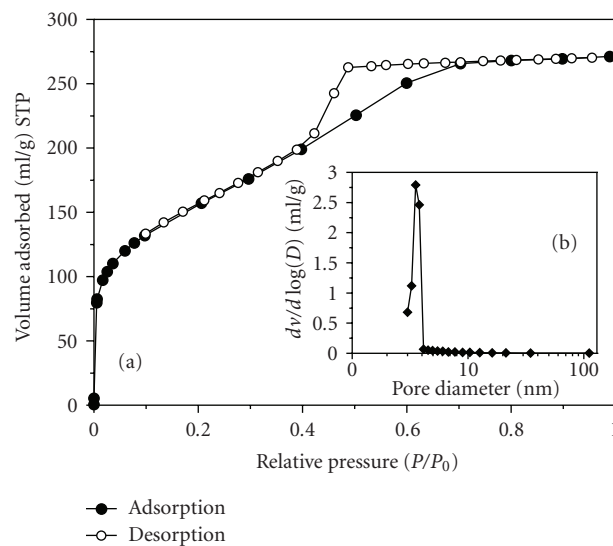 300
250
200
150
100
50
0
Volume adsorbed (ml/g) STP
(a)
3
2.5
2
1.5
1
0.5
0
dv/d log(D) (ml/g)
(b)
0 10 100
Pore diameter (nm)
0 0.2 0.4 0.6 0.8 1
Relative pressure (P/P0)
Adsorption
Desorption